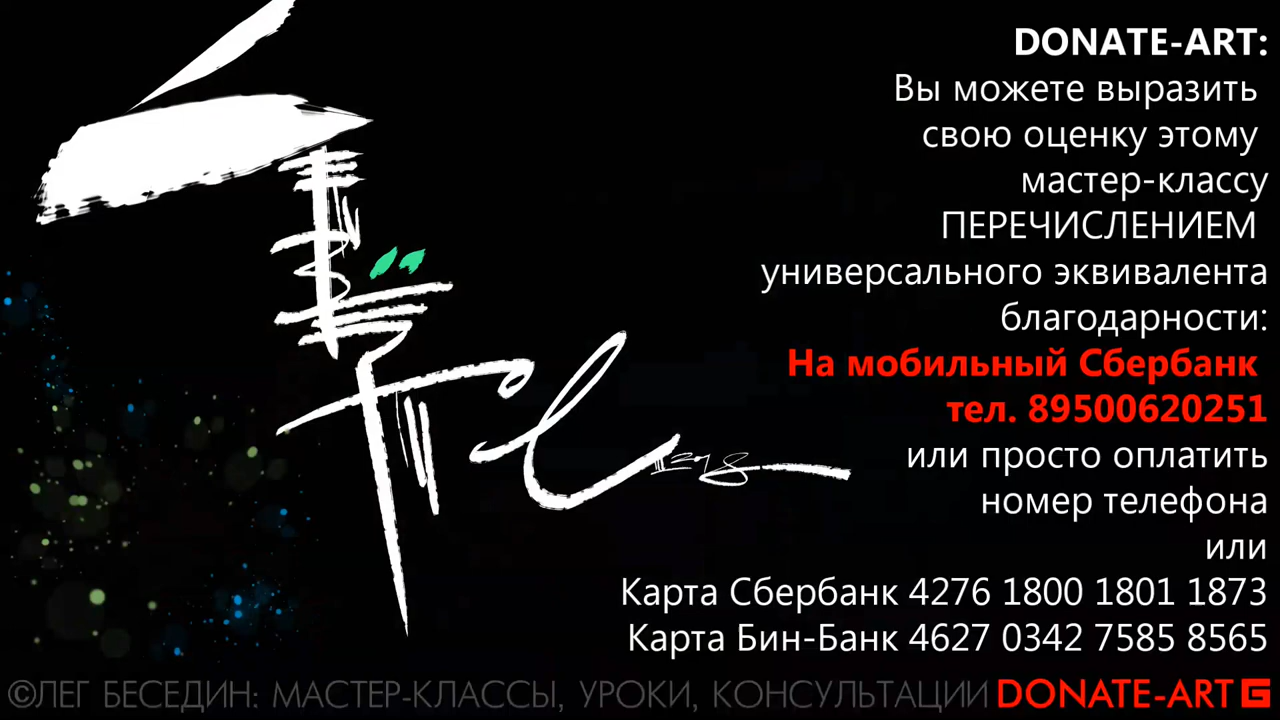 DONATE-ART:
Вы можете выразить
свою оценку этому
мастер-классу
ПЕРЕЧИСЛЕНИЕМ
универсального эквивалента
благодарности:
На мобильный Сбербанк
тел. 89500620251
или просто оплатить
номер телефона
или
Карта Сбербанк 4276 1800 1801 1873
Карта Бин-Банк 4627 0342 7585 8565
©ЛЕГ БЕСЕДИН: МАСТЕР-КЛАССЫ, УРОКИ, КОНСУЛЬТАЦИИ DONATE-ART